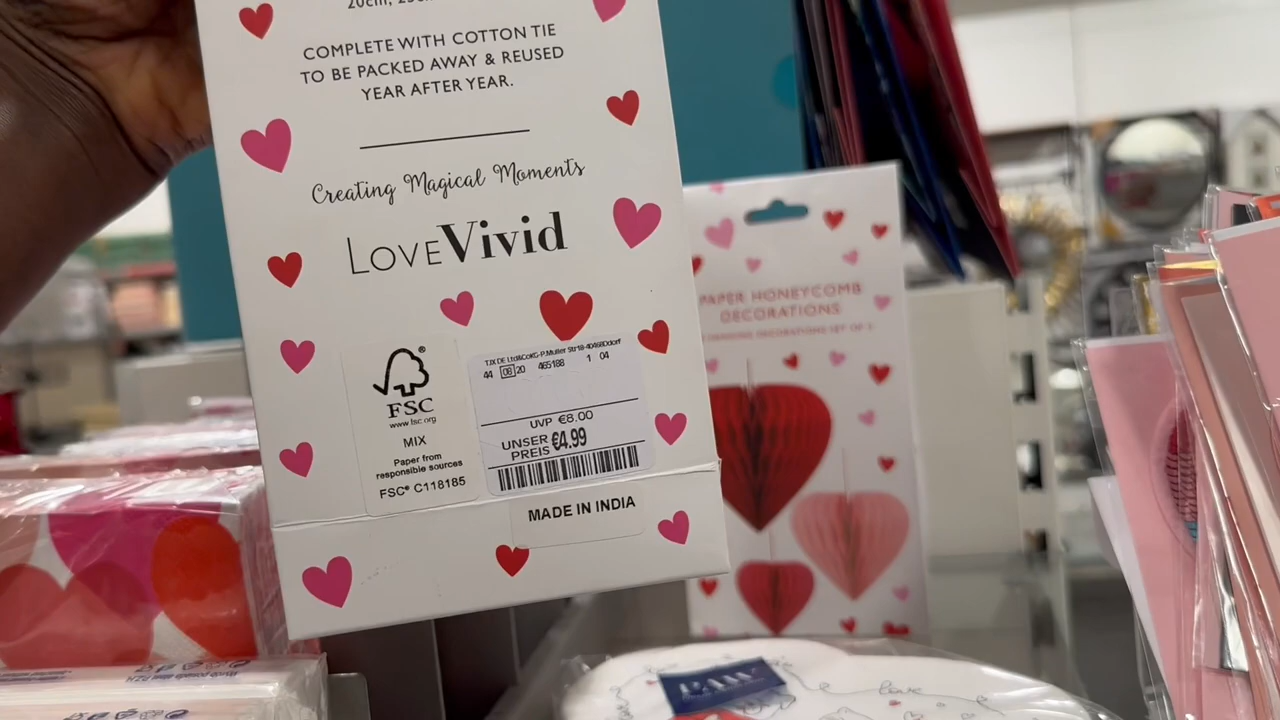 COMPLETE WITH COTTON TIE
TO BE PACKED AWAY & REUSED
YEAR AFTER YEAR.
Creating Magical Moments
LOVEVivid
FSC®
www.fsc.org
MIX
Paper from
responsible sources
FSC® C118185
44 08 20 465188 1 04
UVP €8.00
UNSER
PREIS €4.99
MADE IN INDIA
PAPER HONEYCOMB
DECORATIONS
love